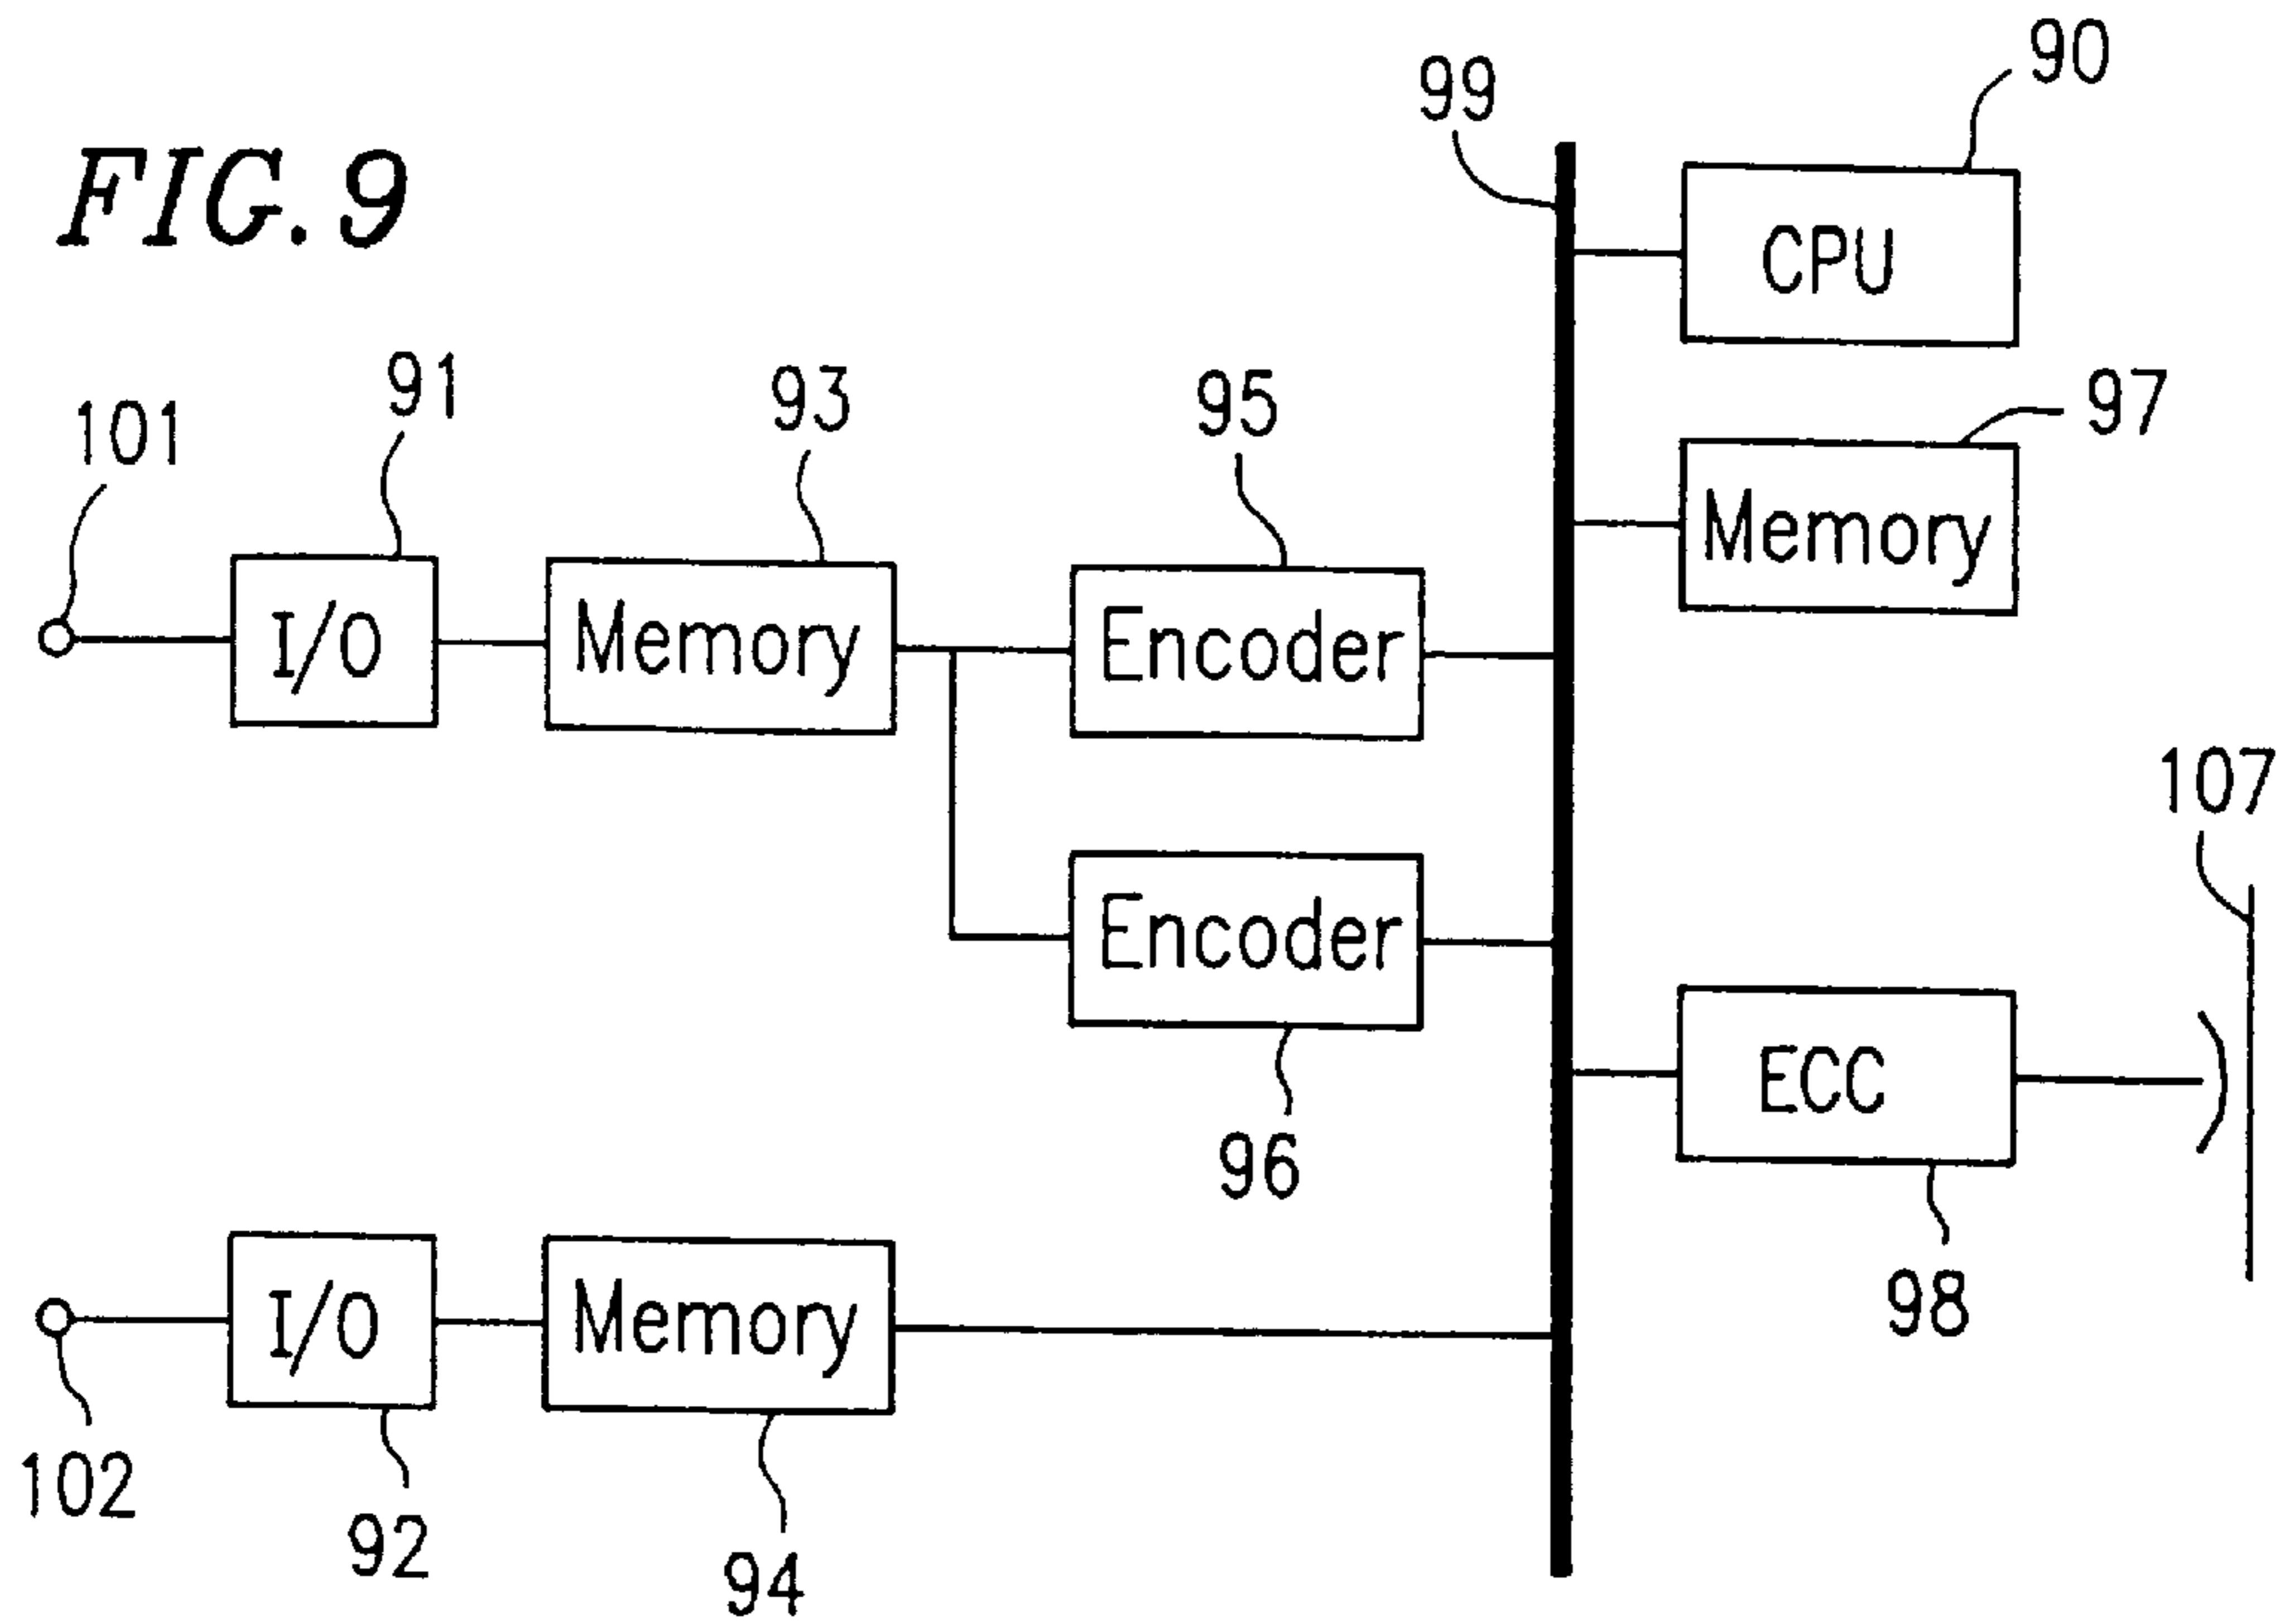 FIG.9
99
90
CPU
97
Memory
101
91
I/O
93
Memory
95
Encoder
Encoder
96
107
ECC
98
102
I/O
92
Memory
94